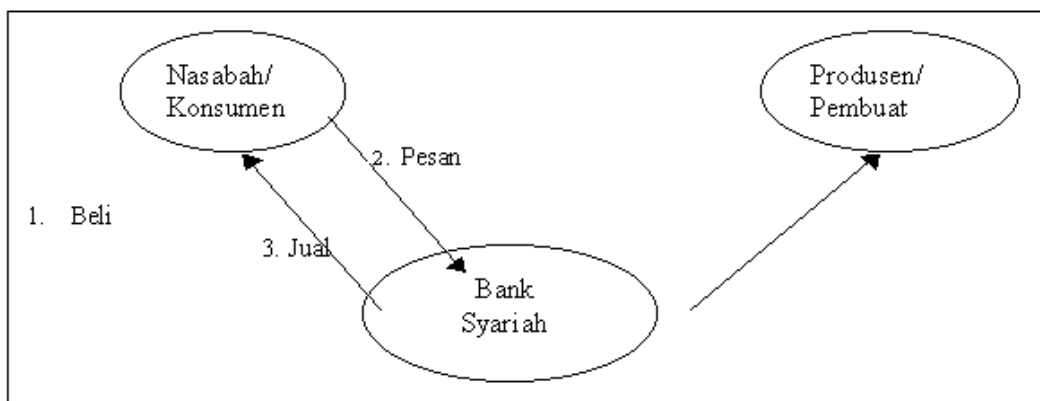 Nasabah/
Konsumen
Produsen/
Pembuat
2. Pesan
1. Beli
3. Jual
Bank
Syariah